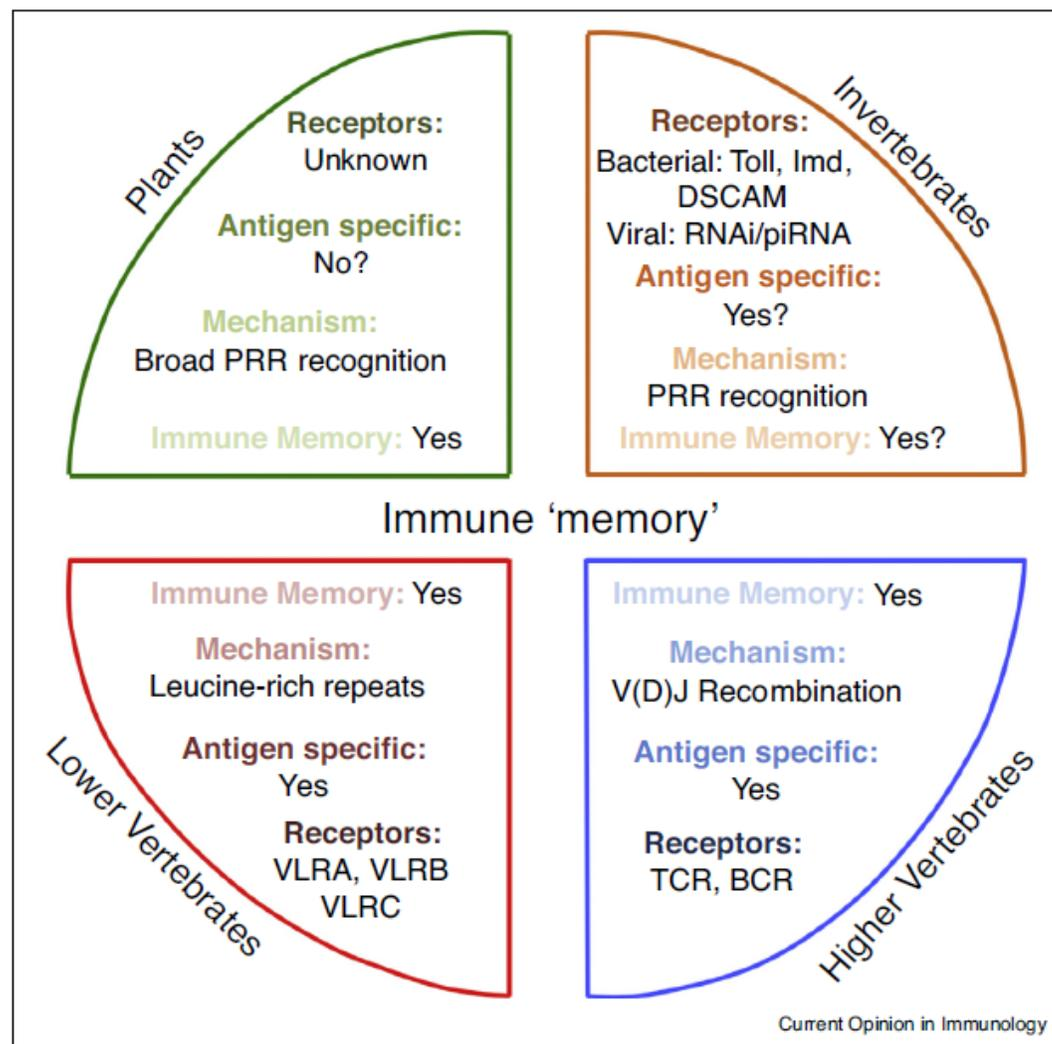 Plants
Receptors:
Unknown
Antigen specific:
No?
Mechanism:
Broad PRR recognition
Immune Memory: Yes
Invertebrates
Receptors:
Bacterial: Toll, Imd,
DSCAM
Viral: RNAi/piRNA
Antigen specific:
Yes?
Mechanism:
PRR recognition
Immune Memory: Yes?
Immune ‘memory’
Lower Vertebrates
Immune Memory: Yes
Mechanism:
Leucine-rich repeats
Antigen specific:
Yes
Receptors:
VLRA, VLRB
VLRC
Higher Vertebrates
Immune Memory: Yes
Mechanism:
V(D)J Recombination
Antigen specific:
Yes
Receptors:
TCR, BCR
Current Opinion in Immunology